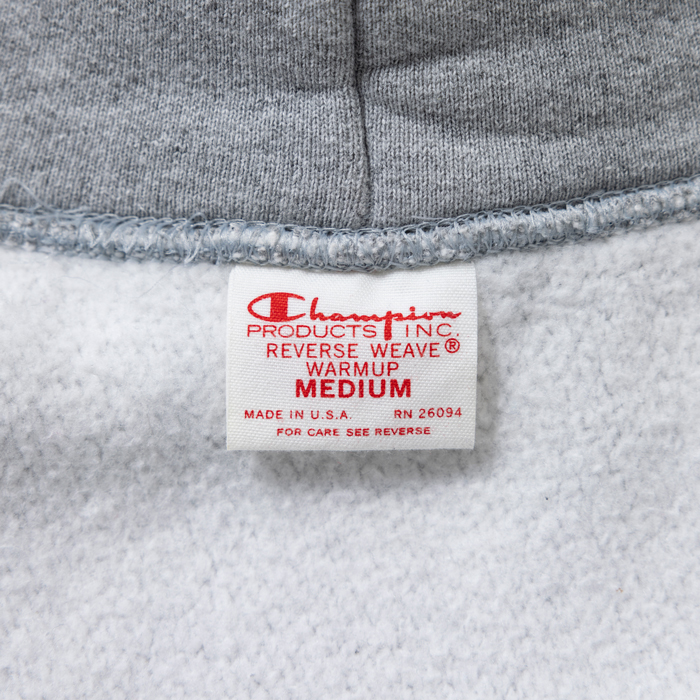 Champion
PRODUCTS INC.
REVERSE WEAVE®
WARMUP
MEDIUM
MADE IN U.S.A. RN 26094
FOR CARE SEE REVERSE